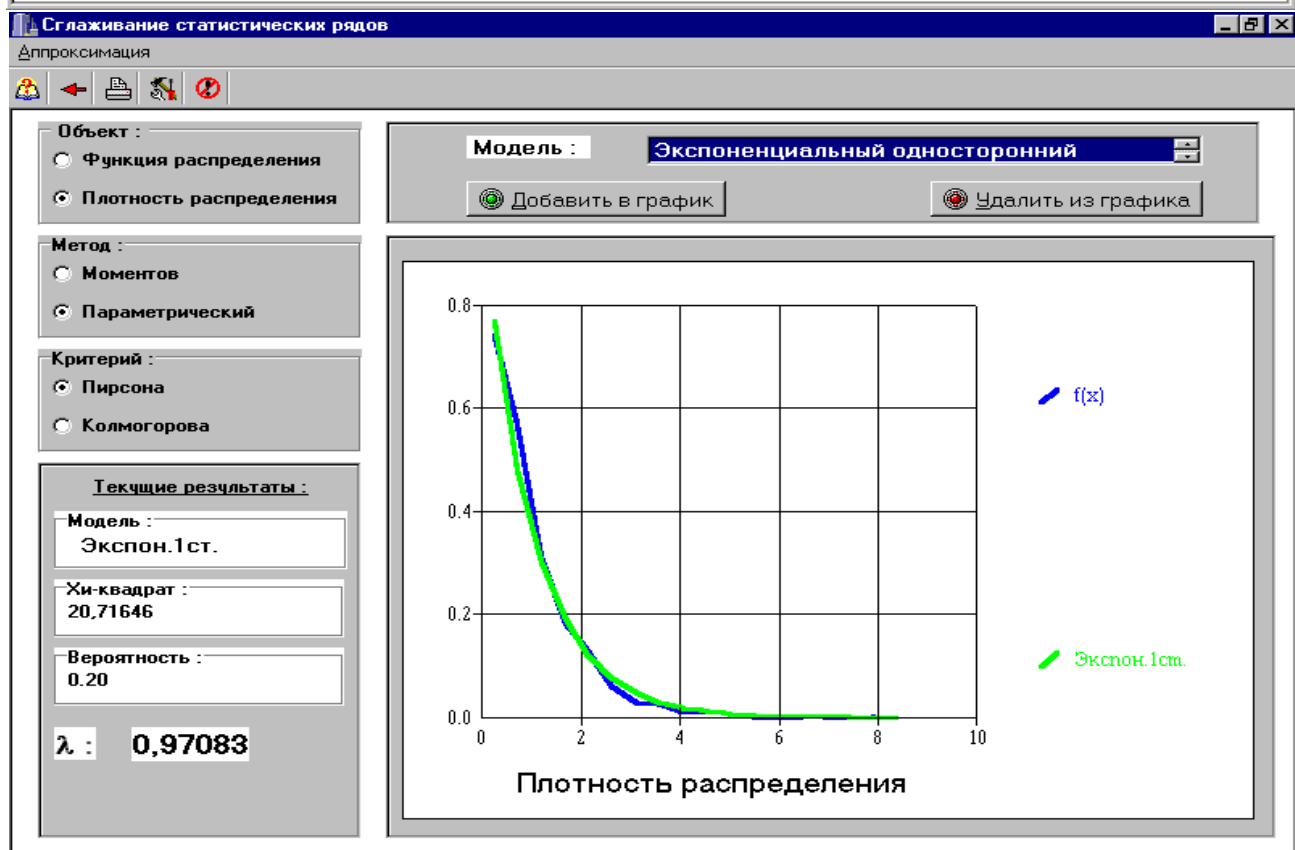 Сглаживание статистических рядов
Аппроксимация
Объект :
Функция распределения
Плотность распределения
Метод :
Моментов
Параметрический
Критерий :
Пирсона
Колмогорова
Текущие результаты :
Модель :
Экспон.1ст.
Хи-квадрат :
20,71646
Вероятность :
0.20
λ : 0,97083
Модель : Экспоненциальный односторонний
Добавить в график Удалить из графика
0.8
0.6
0.4
0.2
0.0
0 2 4 6 8 10
f(x)
Экспон.1ст.
Плотность распределения